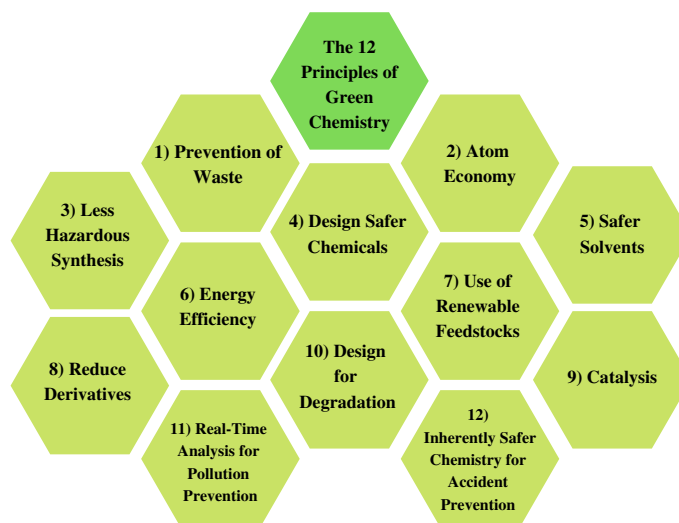 The 12
Principles of
Green
Chemistry
1) Prevention of
Waste
2) Atom
Economy
3) Less
Hazardous
Synthesis
4) Design Safer
Chemicals
5) Safer
Solvents
6) Energy
Efficiency
7) Use of
Renewable
Feedstocks
8) Reduce
Derivatives
9) Catalysis
10) Design
for
Degradation
11) Real-Time
Analysis for
Pollution
Prevention
12)
Inherently Safer
Chemistry for
Accident
Prevention